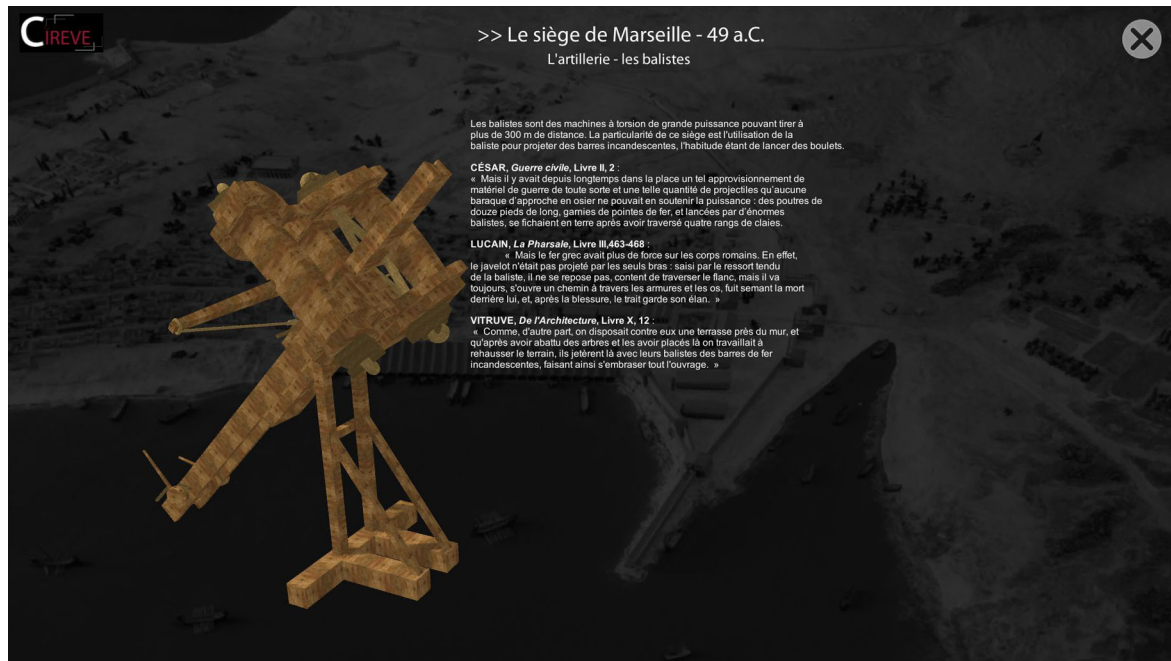 CIREVE
>> Le siège de Marseille - 49 a.C.
L'artillerie - les balistes
Les balistes sont des machines à torsion de grande puissance pouvant tirer à
plus de 300 m de distance. La particularité de ce siège est l'utilisation de la
baliste pour projeter des barres incandescentes, l'habitude étant de lancer des boulets.
CÉSAR, Guerre civile, Livre II, 2 :
« Mais il y avait depuis longtemps dans la place un tel approvisionnement de
matériel de guerre de toute sorte et une telle quantité de projectiles qu'aucune
baraque d'approche en osier ne pouvait en soutenir la puissance : des poutres de
douze pieds de long, garnies de pointes de fer, et lancées par d'énormes
balistes, se fichaient en terre après avoir traversé quatre rangs de claies.
LUCAIN, La Pharsale, Livre III,463-468 :
« Mais le fer grec avait plus de force sur les corps romains. En effet,
le javelot n'était pas projeté par les seuls bras : saisi par le ressort tendu
de la baliste, il ne se repose pas, content de traverser le flanc, mais il va
toujours, s'ouvre un chemin à travers les armures et les os, fuit semant la mort
derrière lui, et, après la blessure, le trait garde son élan. »
VITRUVE, De l'Architecture, Livre X, 12 :
« Comme, d'autre part, on disposait contre eux une terrasse près du mur, et
qu'après avoir abattu des arbres et les avoir placés là on travaillait à
rehausser le terrain, ils jetèrent là avec leurs balistes des barres de fer
incandescentes, faisant ainsi s'embraser tout l'ouvrage. »